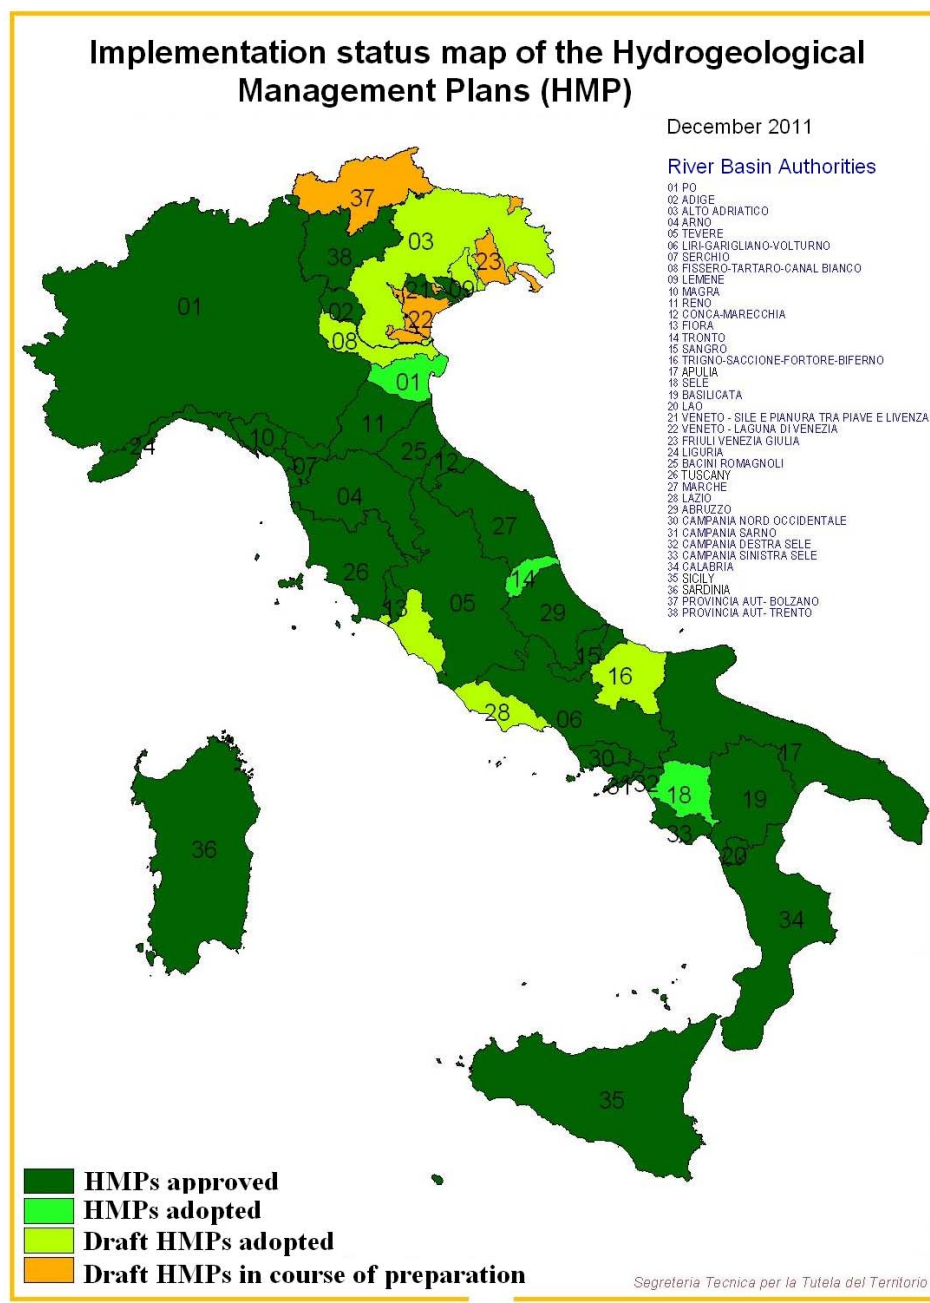 Implementation status map of the Hydrogeological
Management Plans (HMP)
December 2011
River Basin Authorities
01 PO
02 ADIGE
03 ALTO ADRIATICO
04 ARNO
05 TEVERE
06 LIRI-GARIGLIANO-VOLTURNO
07 SERCHIO
08 FISSERO-TARTARO-CANAL BIANCO
09 LEMENE
10 MAGRA
11 RENO
12 CONCA-MARECCHIA
13 FIORA
14 TRONTO
15 SANGRO
16 TRIGNO-SACCIONE-FORTORE-BIFERNO
17 APULIA
18 SELE
19 BASILICATA
20 LAO
21 VENETO - SILE E PIANURA TRA PIAVE E LIVENZA
22 VENETO - LAGUNA DI VENEZIA
23 FRIULI VENEZIA GIULIA
24 LIGURIA
25 BACINI ROMAGNOLI
26 TUSCANY
27 MARCHE
28 LAZIO
29 ABRUZZO
30 CAMPANIA NORD OCCIDENTALE
31 CAMPANIA SARNO
32 CAMPANIA DESTRA SELE
33 CAMPANIA SINISTRA SELE
34 CALABRIA
35 SICILY
36 SARDINIA
37 PROVINCIA AUT- BOLZANO
38 PROVINCIA AUT- TRENTO
37
03
38
23
21
09
01
02
22
08
01
11
24
10
25
12
07
04
27
26
14
13
05
29
15
16
28
06
17
30
31
32
18
19
33
20
36
34
35
HMPs approved
HMPs adopted
Draft HMPs adopted
Draft HMPs in course of preparation
Segreteria Tecnica per la Tutela del Territorio